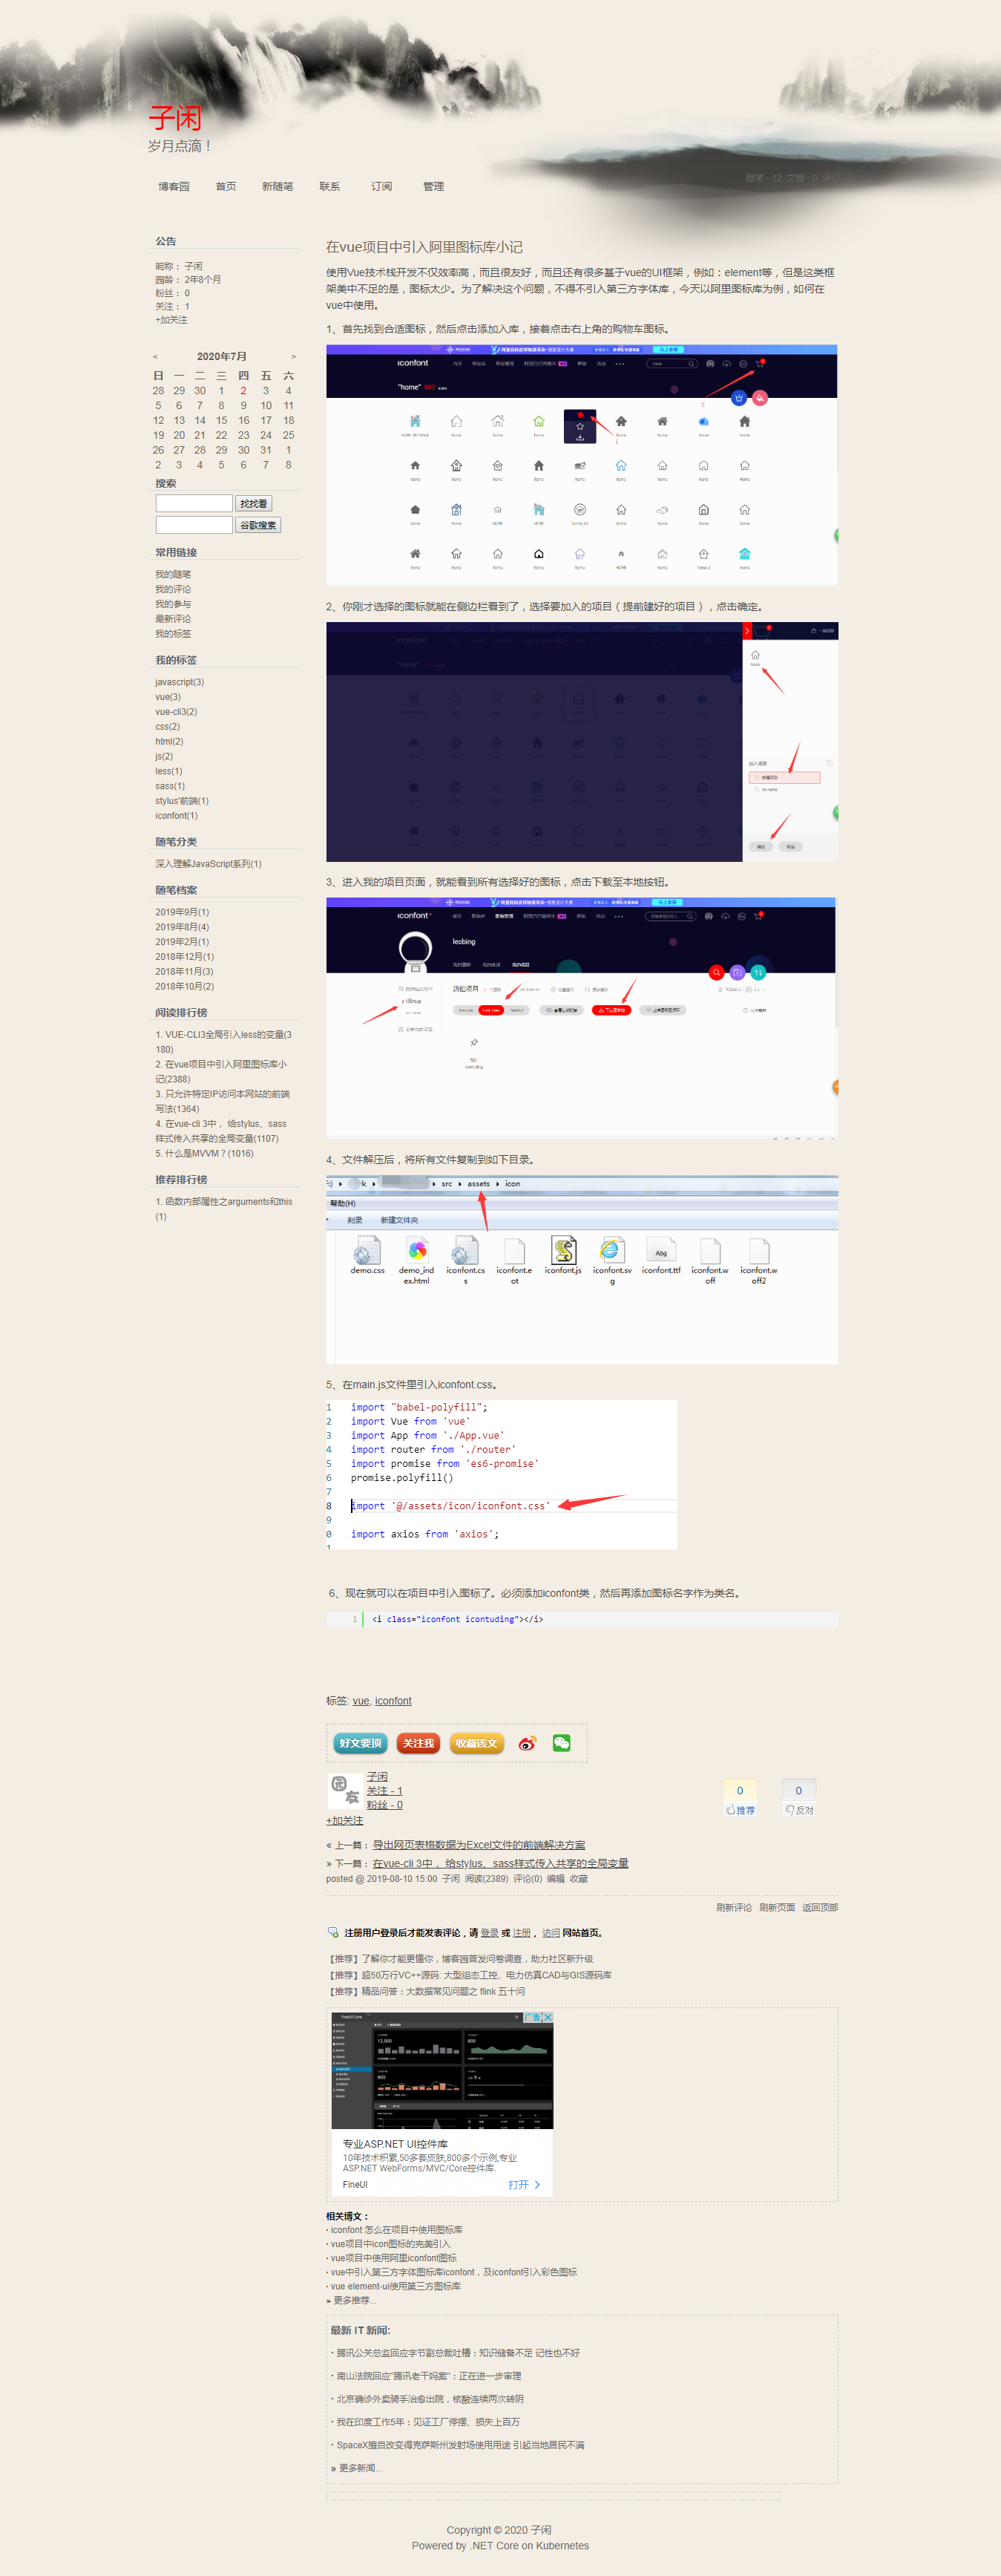 子闲
岁月点滴！
博客园 首页 新随笔 联系 订阅 管理
随笔 - 12 文章 - 0 评论 - 0
公告
昵称： 子闲
园龄： 2年8个月
粉丝： 0
关注： 1
+加关注
< 2020年7月 >
日 一 二 三 四 五 六
28 29 30 1 2 3 4
5 6 7 8 9 10 11
12 13 14 15 16 17 18
19 20 21 22 23 24 25
26 27 28 29 30 31 1
2 3 4 5 6 7 8
搜索
找找看
谷歌搜索
常用链接
我的随笔
我的评论
我的参与
最新评论
我的标签
我的标签
javascript(3)
vue(3)
vue-cli3(2)
css(2)
html(2)
js(2)
less(1)
sass(1)
stylus'前端(1)
iconfont(1)
随笔分类
深入理解JavaScript系列(1)
随笔档案
2019年9月(1)
2019年8月(4)
2019年2月(1)
2018年12月(1)
2018年11月(3)
2018年10月(2)
阅读排行榜
1. VUE-CLI3全局引入less的变量(3
180)
2. 在vue项目中引入阿里图标库小
记(2388)
3. 只允许特定IP访问本网站的前端
写法(1364)
4. 在vue-cli 3中， 给stylus、sass
样式传入共享的全局变量(1107)
5. 什么是MVVM？(1016)
推荐排行榜
1. 函数内部属性之arguments和this
(1)
在vue项目中引入阿里图标库小记
使用Vue技术栈开发不仅效率高，而且很友好，而且还有很多基于vue的UI框架，例如：element等，但是这类框
架美中不足的是，图标太少。为了解决这个问题，不得不引入第三方字体库，今天以阿里图标库为例，如何在
vue中使用。
1、首先找到合适图标，然后点击添加入库，接着点击右上角的购物车图标。
iconfont
"home" 993 icons
2、你刚才选择的图标就能在侧边栏看到了，选择要加入的项目（提前建好的项目），点击确定。
iconfont
"home"
加入项目
3、进入我的项目页面，就能看到所有选择好的图标，点击下载至本地按钮。
iconfont
leobing
4、文件解压后，将所有文件复制到如下目录。
src ▸ assets ▸ icon
帮助(H)
刻录 新建文件夹
demo.css
demo_ind
ex.html
iconfont.cs
s
iconfont.e
ot
iconfont.js
iconfont.sv
g
iconfont.ttf
iconfont.w
off
iconfont.w
off2
5、在main.js文件里引入iconfont.css。
1 import "babel-polyfill";
2 import Vue from 'vue'
3 import App from './App.vue'
4 import router from './router'
5 import promise from 'es6-promise'
6 promise.polyfill()
7
8 import '@/assets/icon/iconfont.css'
9
0 import axios from 'axios';
1
6、现在就可以在项目中引入图标了。必须添加iconfont类，然后再添加图标名字作为类名。
1 <i class="iconfont icontuding"></i>
标签: vue, iconfont
好文要顶 关注我 收藏该文
园友
子闲
关注 - 1
粉丝 - 0
+加关注
0 推荐
0 反对
« 上一篇： 导出网页表格数据为Excel文件的前端解决方案
» 下一篇： 在vue-cli 3中， 给stylus、sass样式传入共享的全局变量
posted @ 2019-08-10 15:00 子闲 阅读(2389) 评论(0) 编辑 收藏
刷新评论 刷新页面 返回顶部
注册用户登录后才能发表评论，请 登录 或 注册， 访问 网站首页。
【推荐】了解你才能更懂你，博客园首发问卷调查，助力社区新升级
【推荐】超50万行VC++源码: 大型组态工控、电力仿真CAD与GIS源码库
【推荐】精品问答：大数据常见问题之 flink 五十问
广告
FineUI Core
专业ASP.NET UI控件库
10年技术积累,50多套皮肤,800多个示例,专业
ASP.NET WebForms/MVC/Core控件库.
FineUI 打开
相关博文：
· iconfont 怎么在项目中使用图标库
· vue项目中icon图标的完美引入
· vue项目中使用阿里iconfont图标
· vue中引入第三方字体图标库iconfont，及iconfont引入彩色图标
· vue element-ui使用第三方图标库
» 更多推荐...
最新 IT 新闻:
· 腾讯公关总监回应字节副总裁吐槽：知识储备不足 记性也不好
· 南山法院回应“腾讯老干妈案”：正在进一步审理
· 北京确诊外卖骑手治愈出院，核酸连续两次转阴
· 我在印度工作5年：见证工厂停摆、损失上百万
· SpaceX擅自改变得克萨斯州发射场使用用途 引起当地居民不满
» 更多新闻...
Copyright © 2020 子闲
Powered by .NET Core on Kubernetes